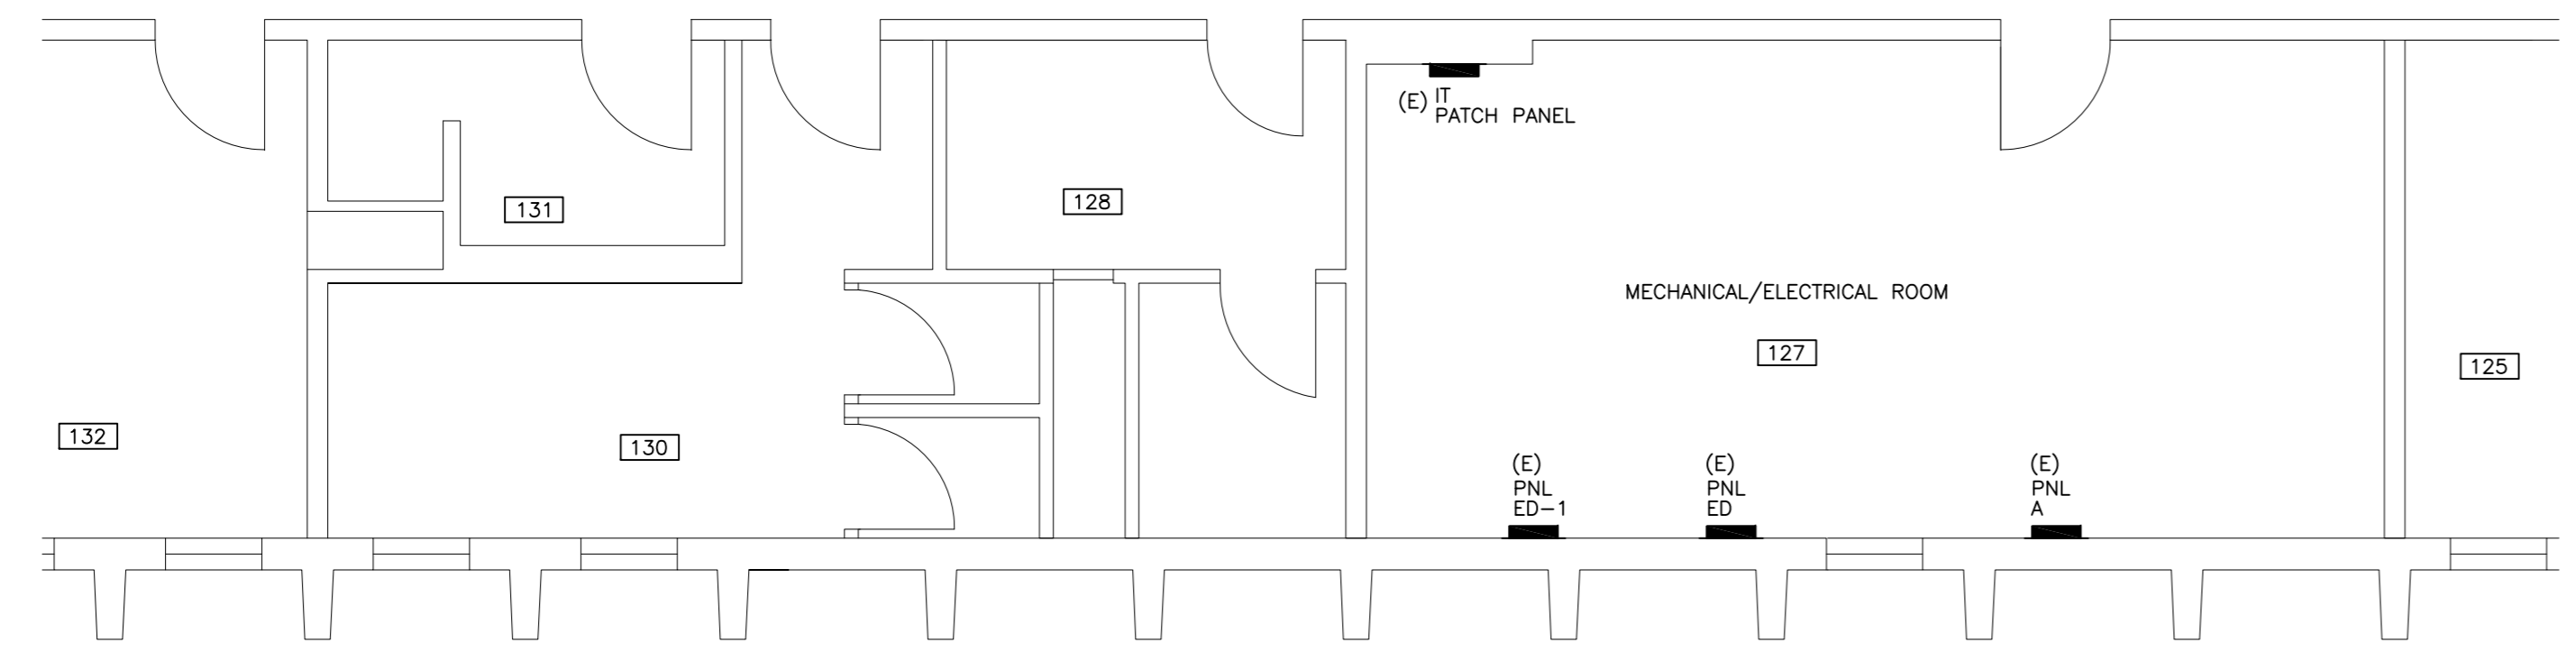 (E) IT
PATCH PANEL
131
128
MECHANICAL/ELECTRICAL ROOM
127
125
132
130
(E)
PNL
ED-1
(E)
PNL
ED
(E)
PNL
A